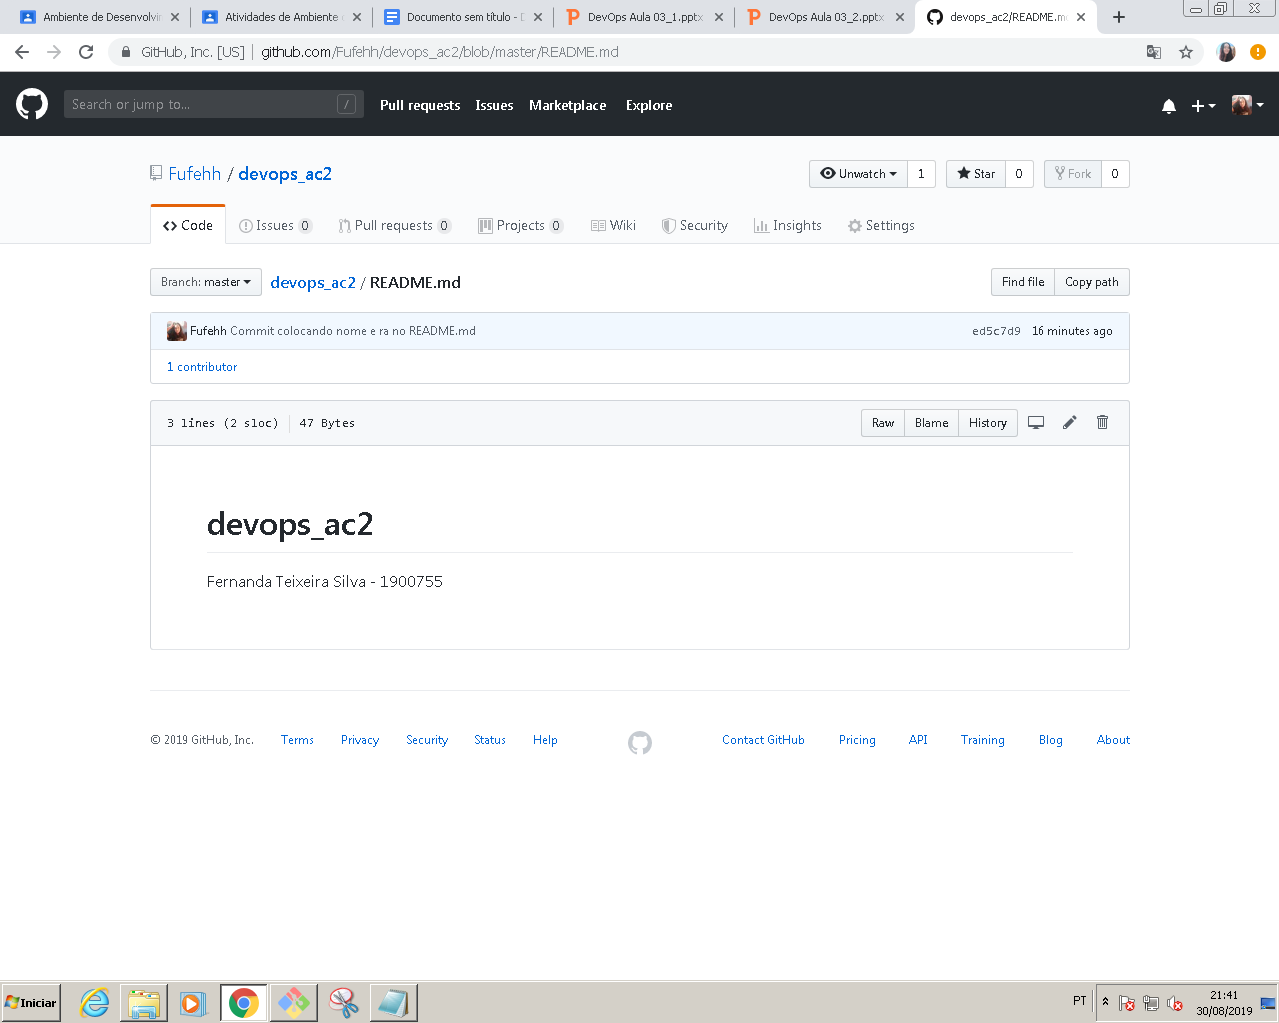 Ambiente de Desenvolvi
Atividades de Ambiente
Documento sem título - D
DevOps Aula 03_1.pptx
DevOps Aula 03_2.pptx
devops_ac2/README.m
GitHub, Inc. [US] | github.com/Fufehh/devops_ac2/blob/master/README.md
Search or jump to... /
Pull requests Issues Marketplace Explore
Fufehh / devops_ac2
Unwatch 1 Star 0 Fork 0
Code Issues 0 Pull requests 0 Projects 0 Wiki Security Insights Settings
Branch: master devops_ac2 / README.md Find file Copy path
Fufehh Commit colocando nome e ra no README.md ed5c7d9 16 minutes ago
1 contributor
3 lines (2 sloc) 47 Bytes Raw Blame History
devops_ac2
Fernanda Teixeira Silva - 1900755
© 2019 GitHub, Inc. Terms Privacy Security Status Help Contact GitHub Pricing API Training Blog About
Iniciar PT 21:41
30/08/2019